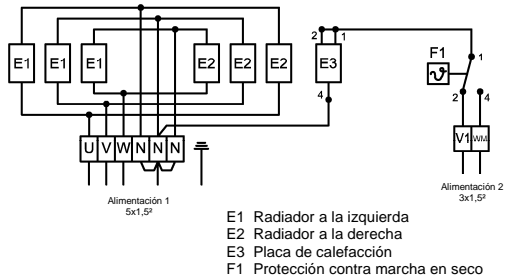 2 1
F1
1
E1 E1 E1 E2 E2 E2 E3
ϑ
4
2 4
U V W N N N
V1 WM
Alimentación 1
5x1,5²
Alimentación 2
3x1,5²
E1 Radiador a la izquierda
E2 Radiador a la derecha
E3 Placa de calefacción
F1 Protección contra marcha en seco